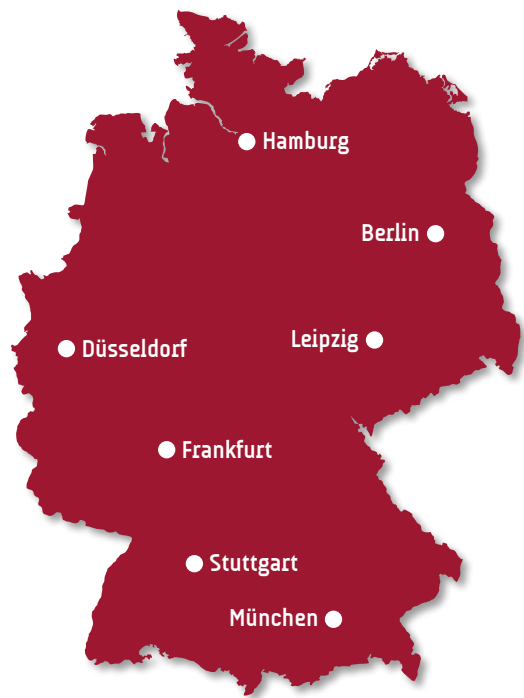 Hamburg
Berlin
Leipzig
Düsseldorf
Frankfurt
Stuttgart
München